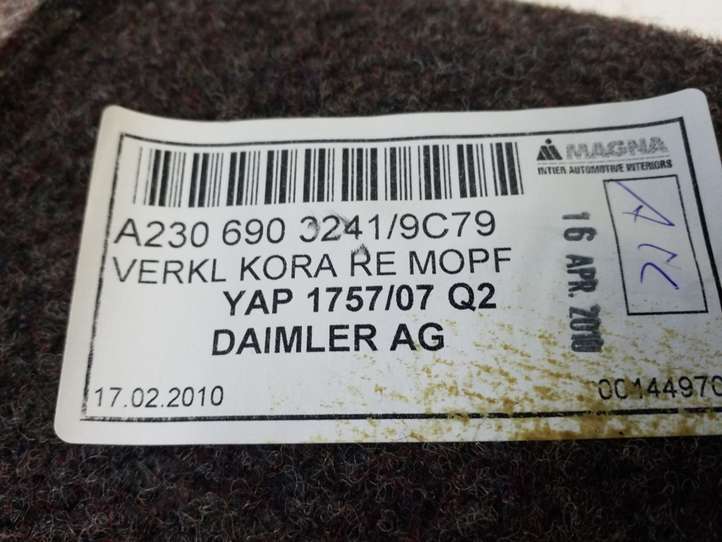 MAGNA
INTIER AUTOMOTIVE INTERIORS
A230 690 3241/9C79
VERKL KORA RE MOPF
YAP 1757/07 Q2
DAIMLER AG
17.02.2010
16 APR. 2010